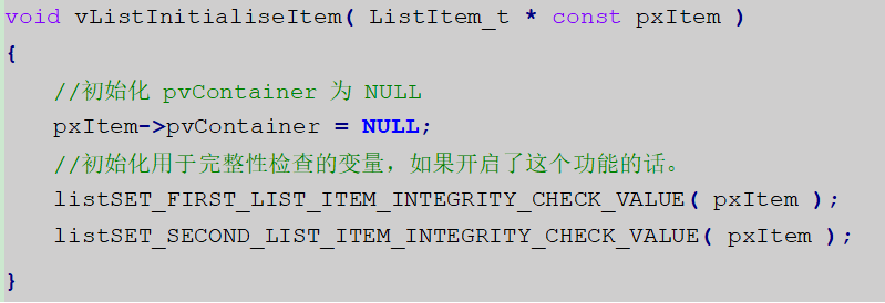 void vListInitialiseItem( ListItem_t * const pxItem )
{
//初始化 pvContainer 为 NULL
pxItem->pvContainer = NULL;
//初始化用于完整性检查的变量，如果开启了这个功能的话。
listSET_FIRST_LIST_ITEM_INTEGRITY_CHECK_VALUE( pxItem );
listSET_SECOND_LIST_ITEM_INTEGRITY_CHECK_VALUE( pxItem );
}